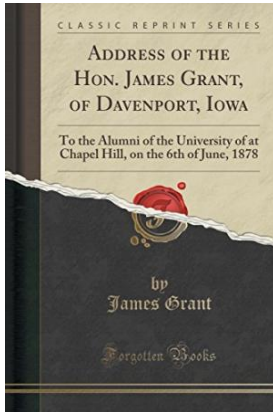 CLASSIC REPRINT SERIES
ADDRESS OF THE
HON. JAMES GRANT,
OF DAVENPORT, IOWA
To the Alumni of the University of at
Chapel Hill, on the 6th of June, 1878
by
James Grant
Forgotten Books